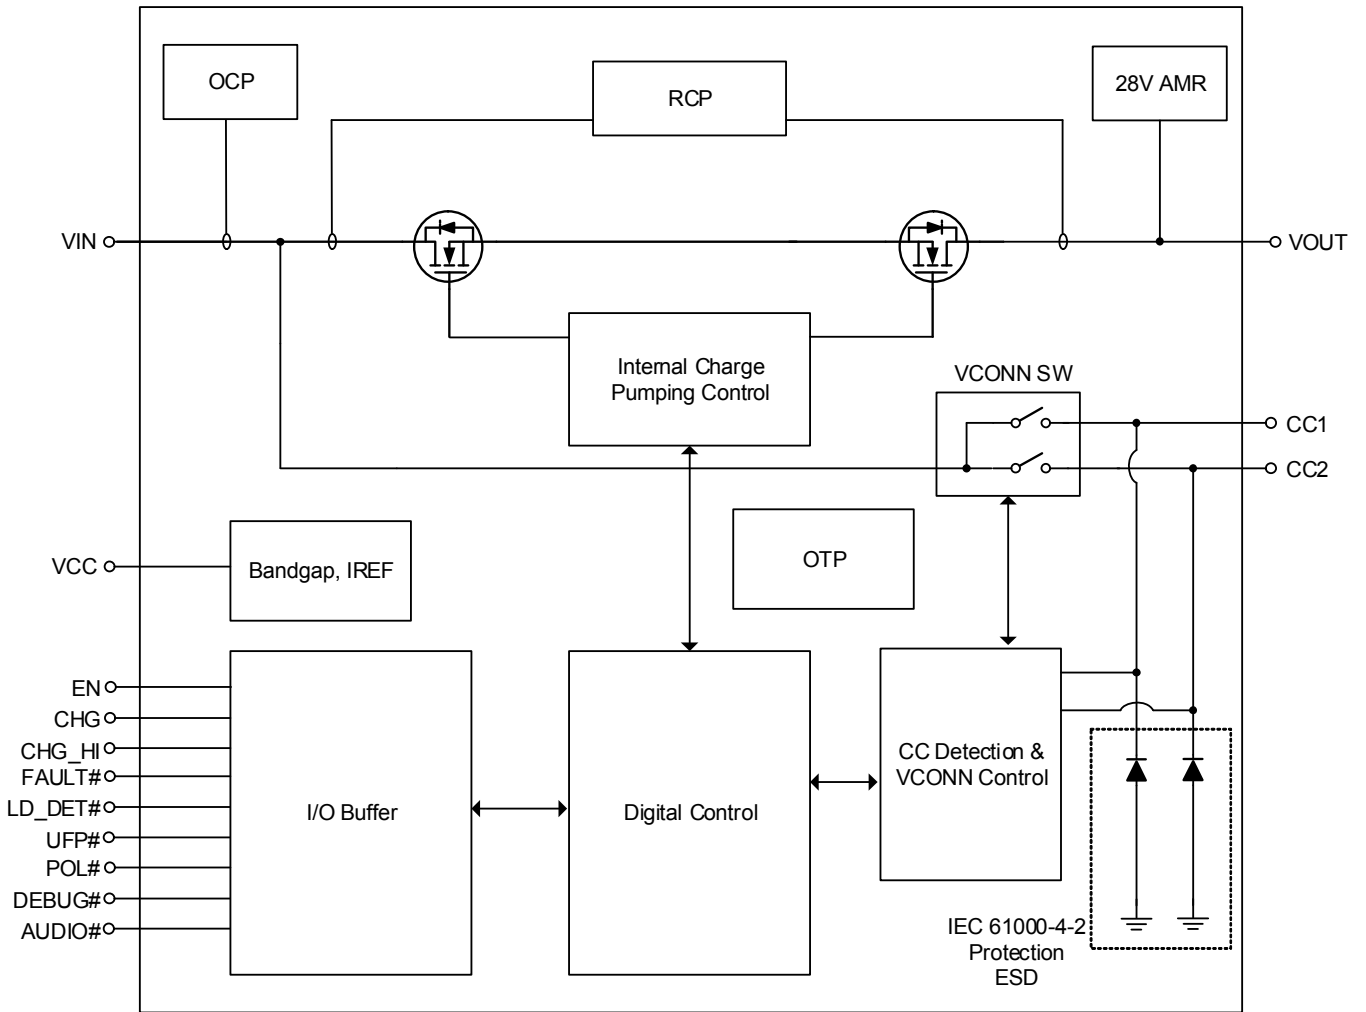 OCP
RCP
28V AMR
VIN
VOUT
Internal Charge
Pumping Control
VCONN SW
CC1
CC2
OTP
VCC
Bandgap, IREF
EN
CHG
CHG_HI
FAULT#
LD_DET#
UFP#
POL#
DEBUG#
AUDIO#
I/O Buffer
Digital Control
CC Detection &
VCONN Control
IEC 61000-4-2
Protection
ESD